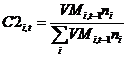 C2ᵢ,ₜ = VMᵢ,ₜ₋₁nᵢ / ∑ᵢ VMᵢ,ₜ₋₁nᵢ